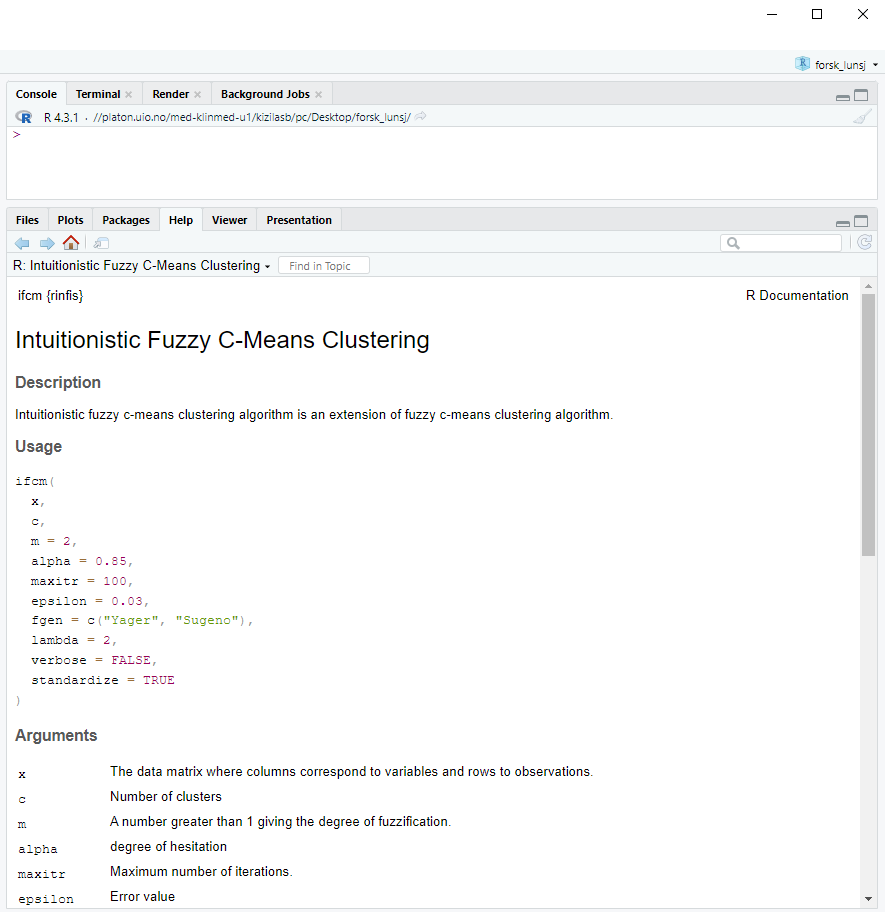 forsk_lunsj
Console Terminal Render Background Jobs
R 4.3.1 · //platon.uio.no/med-klinmed-u1/kizilasb/pc/Desktop/forsk_lunsj/
>
Files Plots Packages Help Viewer Presentation
R: Intuitionistic Fuzzy C-Means Clustering Find in Topic
ifcm {rinfis} R Documentation
Intuitionistic Fuzzy C-Means Clustering
Description
Intuitionistic fuzzy c-means clustering algorithm is an extension of fuzzy c-means clustering algorithm.
Usage
ifcm(
  x,
  c,
  m = 2,
  alpha = 0.85,
  maxitr = 100,
  epsilon = 0.03,
  fgen = c("Yager", "Sugeno"),
  lambda = 2,
  verbose = FALSE,
  standardize = TRUE
)
Arguments
x The data matrix where columns correspond to variables and rows to observations.
c Number of clusters
m A number greater than 1 giving the degree of fuzzification.
alpha degree of hesitation
maxitr Maximum number of iterations.
epsilon Error value